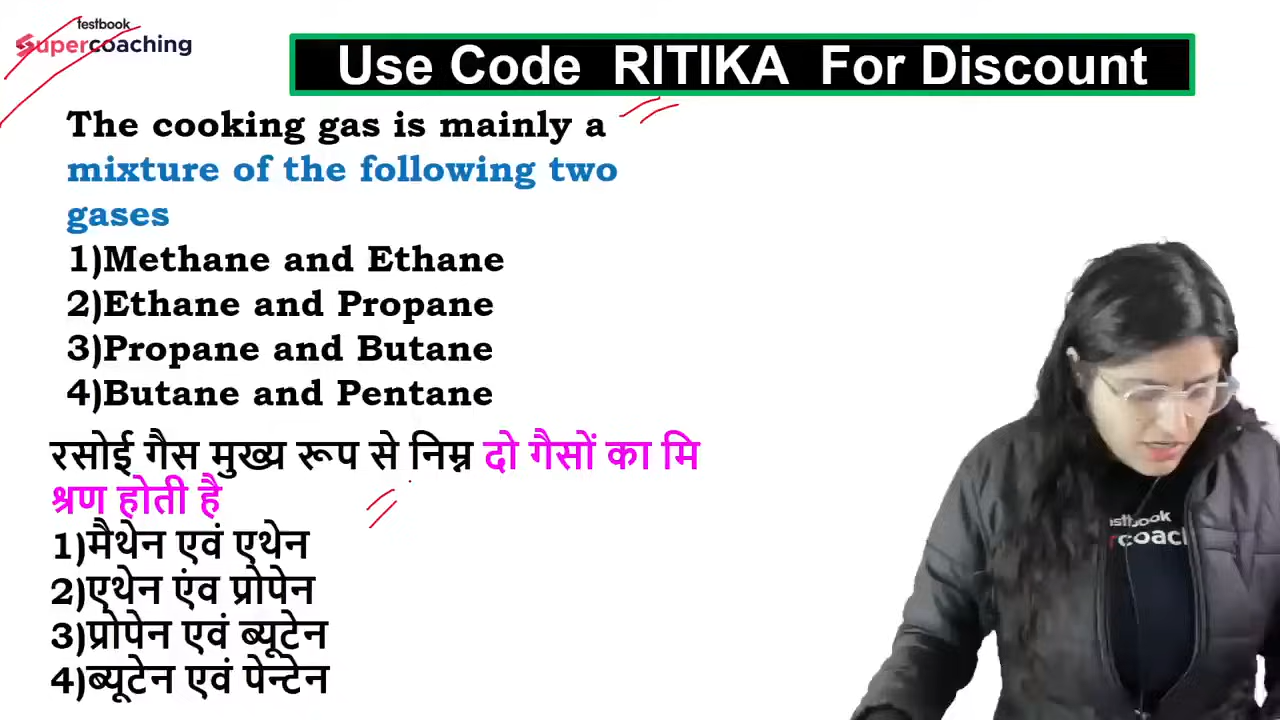 testbook
Supercoaching
Use Code RITIKA For Discount
The cooking gas is mainly a
mixture of the following two
gases
1)Methane and Ethane
2)Ethane and Propane
3)Propane and Butane
4)Butane and Pentane
रसोई गैस मुख्य रूप से निम्न दो गैसों का मि
श्रण होती है
1)मैथेन एवं एथेन
2)एथेन एंव प्रोपेन
3)प्रोपेन एवं ब्यूटेन
4)ब्यूटेन एवं पेन्टेन
estbook
rcoach